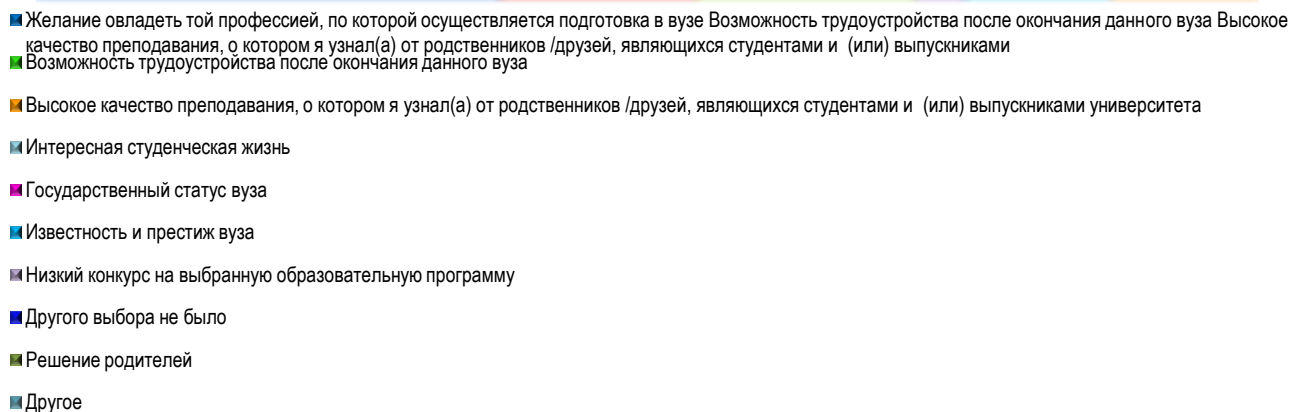 Желание овладеть той профессией, по которой осуществляется подготовка в вузе Возможность трудоустройства после окончания данного вуза Высокое
качество преподавания, о котором я узнал(а) от родственников /друзей, являющихся студентами и (или) выпускниками
Возможность трудоустройства после окончания данного вуза
Высокое качество преподавания, о котором я узнал(а) от родственников /друзей, являющихся студентами и (или) выпускниками университета
Интересная студенческая жизнь
Государственный статус вуза
Известность и престиж вуза
Низкий конкурс на выбранную образовательную программу
Другого выбора не было
Решение родителей
Другое